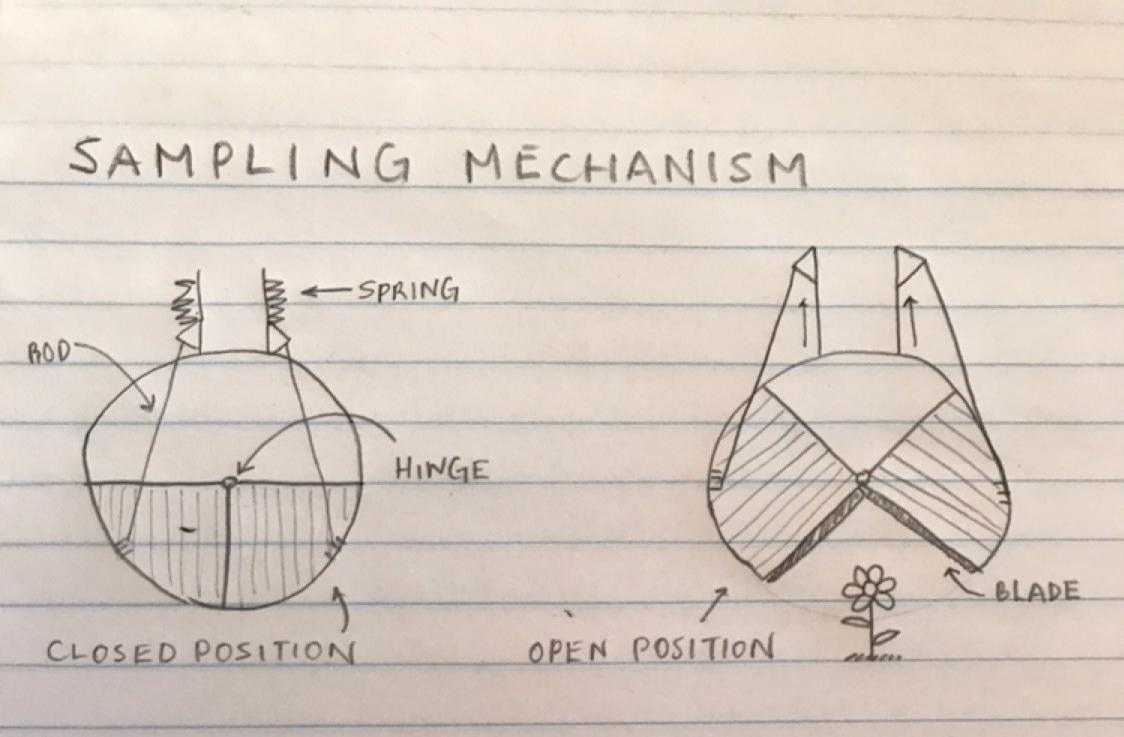 SAMPLING MECHANISM
SPRING
ROD
HINGE
BLADE
CLOSED POSITION
OPEN POSITION